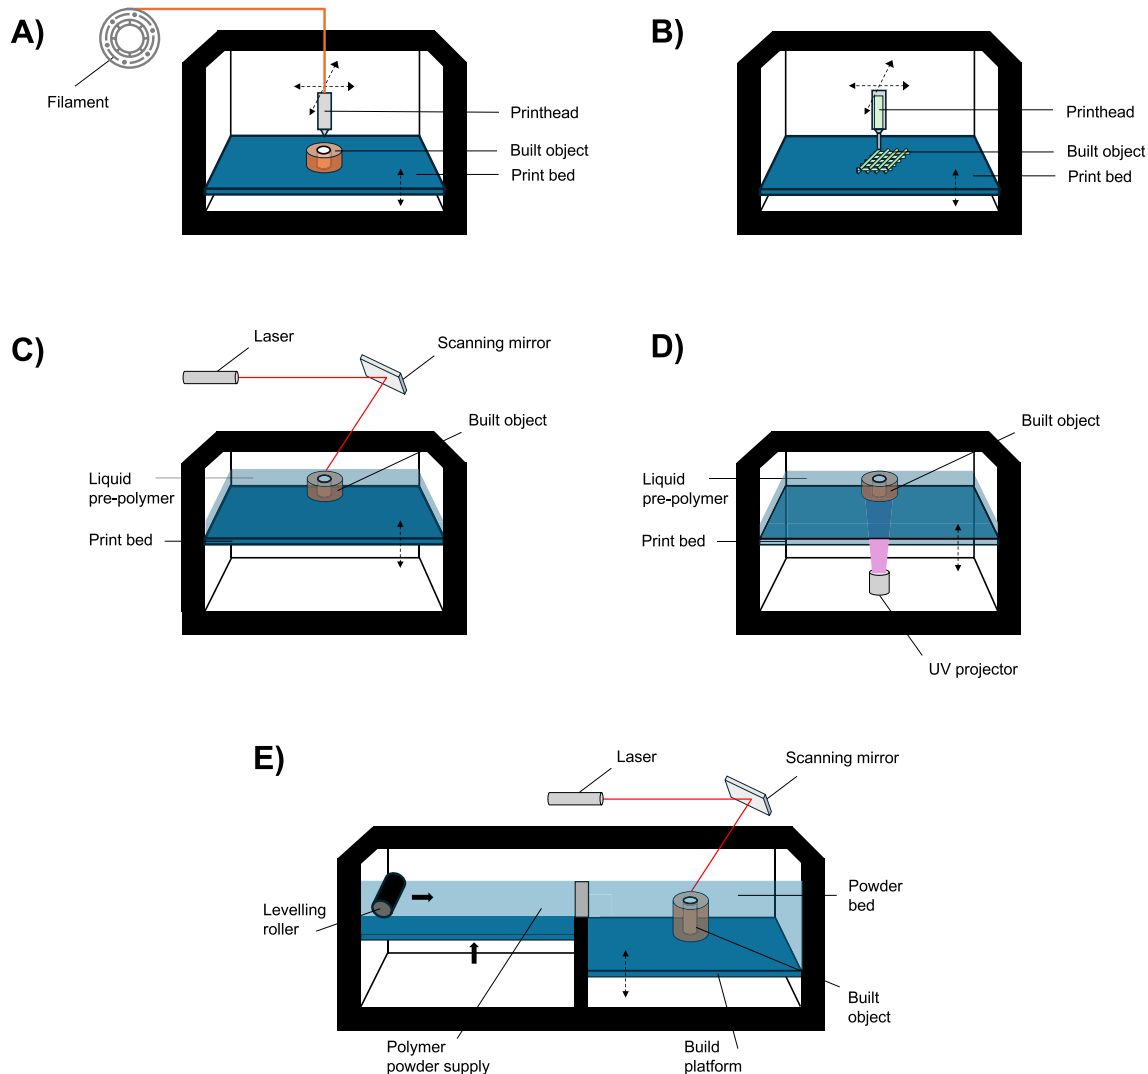 A)
Filament
Printhead
Built object
Print bed
B)
Printhead
Built object
Print bed
C)
Laser
Scanning mirror
Built object
Liquid
pre-polymer
Print bed
D)
Built object
Liquid
pre-polymer
Print bed
UV projector
E)
Laser
Scanning mirror
Levelling
roller
Powder
bed
Polymer
powder supply
Build
platform
Built
object